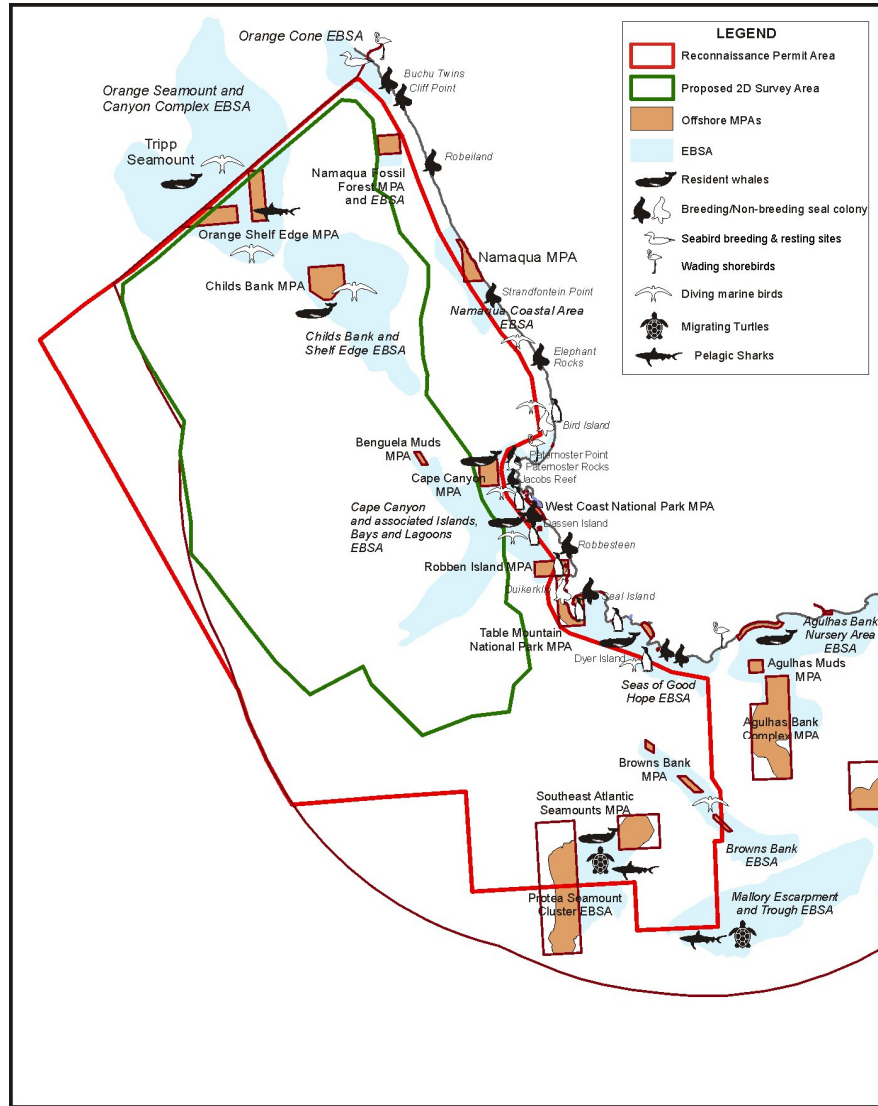 LEGEND
Reconnaissance Permit Area
Proposed 2D Survey Area
Offshore MPAs
EBSA
Resident whales
Breeding/Non-breeding seal colony
Seabird breeding & resting sites
Wading shorebirds
Diving marine birds
Migrating Turtles
Pelagic Sharks
Orange Cone EBSA
Buchu Twins
Cliff Point
Orange Seamount and
Canyon Complex EBSA
Tripp
Seamount
Robeiland
Namaqua Fossil
Forest MPA
and EBSA
Orange Shelf Edge MPA
Namaqua MPA
Childs Bank MPA
Strandfontein Point
Namaqua Coastal Area
EBSA
Childs Bank and
Shelf Edge EBSA
Elephant
Rocks
Bird Island
Benguela Muds
MPA
Paternoster Point
Paternoster Rocks
Jacobs Reef
Cape Canyon
MPA
West Coast National Park MPA
Cape Canyon
and associated Islands,
Bays and Lagoons
EBSA
Dassen Island
Robbesteen
Robben Island MPA
Duikerklip
Seal Island
Table Mountain
National Park MPA
Dyer Island
Seas of Good
Hope EBSA
Agulhas Bank
Nursery Area
EBSA
Agulhas Muds
MPA
Agulhas Bank
Complex MPA
Browns Bank
MPA
Southeast Atlantic
Seamounts MPA
Browns Bank
EBSA
Protea Seamount
Cluster EBSA
Mallory Escarpment
and Trough EBSA